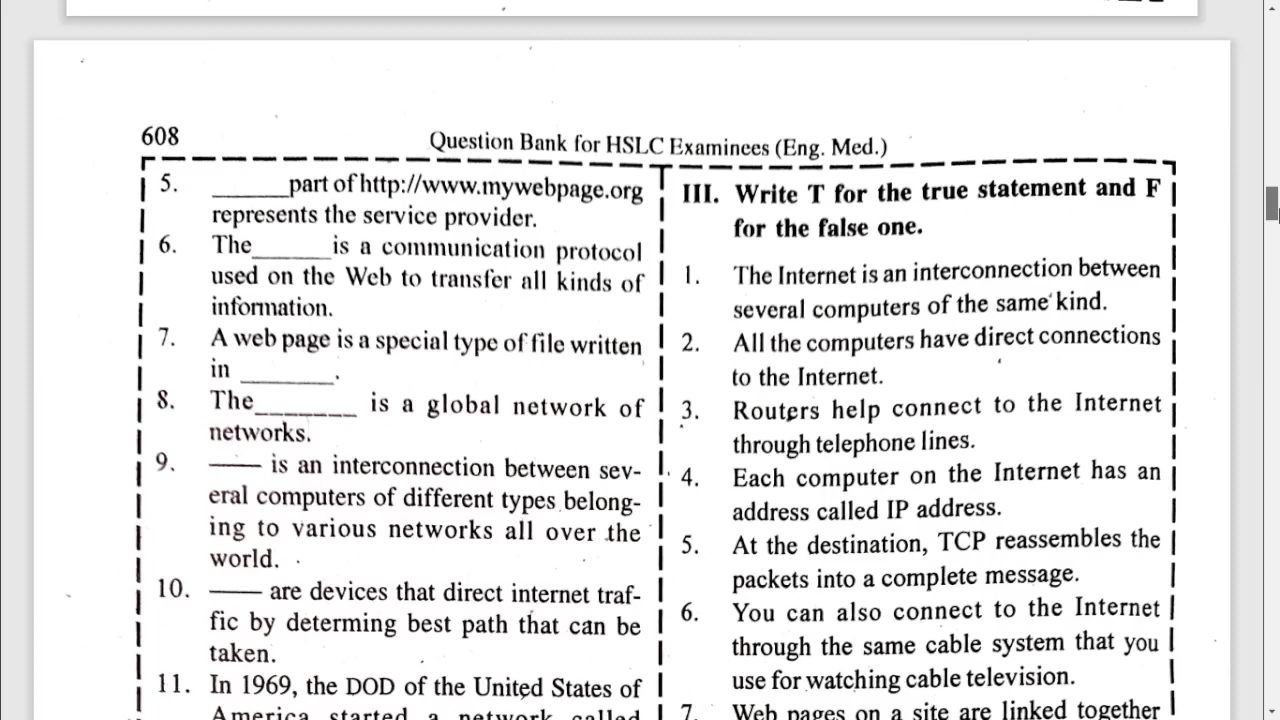 608
Question Bank for HSLC Examinees (Eng. Med.)
5. ______part of http://www.mywebpage.org
represents the service provider.
6. The______is a communication protocol
used on the Web to transfer all kinds of
information.
7. A web page is a special type of file written
in _______.
8. The_______ is a global network of
networks.
9. —— is an interconnection between sev-
eral computers of different types belong-
ing to various networks all over the
world.
10. —— are devices that direct internet traf-
fic by determing best path that can be
taken.
11. In 1969, the DOD of the United States of
America started a network called
III. Write T for the true statement and F
for the false one.
1. The Internet is an interconnection between
several computers of the same kind.
2. All the computers have direct connections
to the Internet.
3. Routers help connect to the Internet
through telephone lines.
4. Each computer on the Internet has an
address called IP address.
5. At the destination, TCP reassembles the
packets into a complete message.
6. You can also connect to the Internet
through the same cable system that you
use for watching cable television.
7. Web pages on a site are linked together